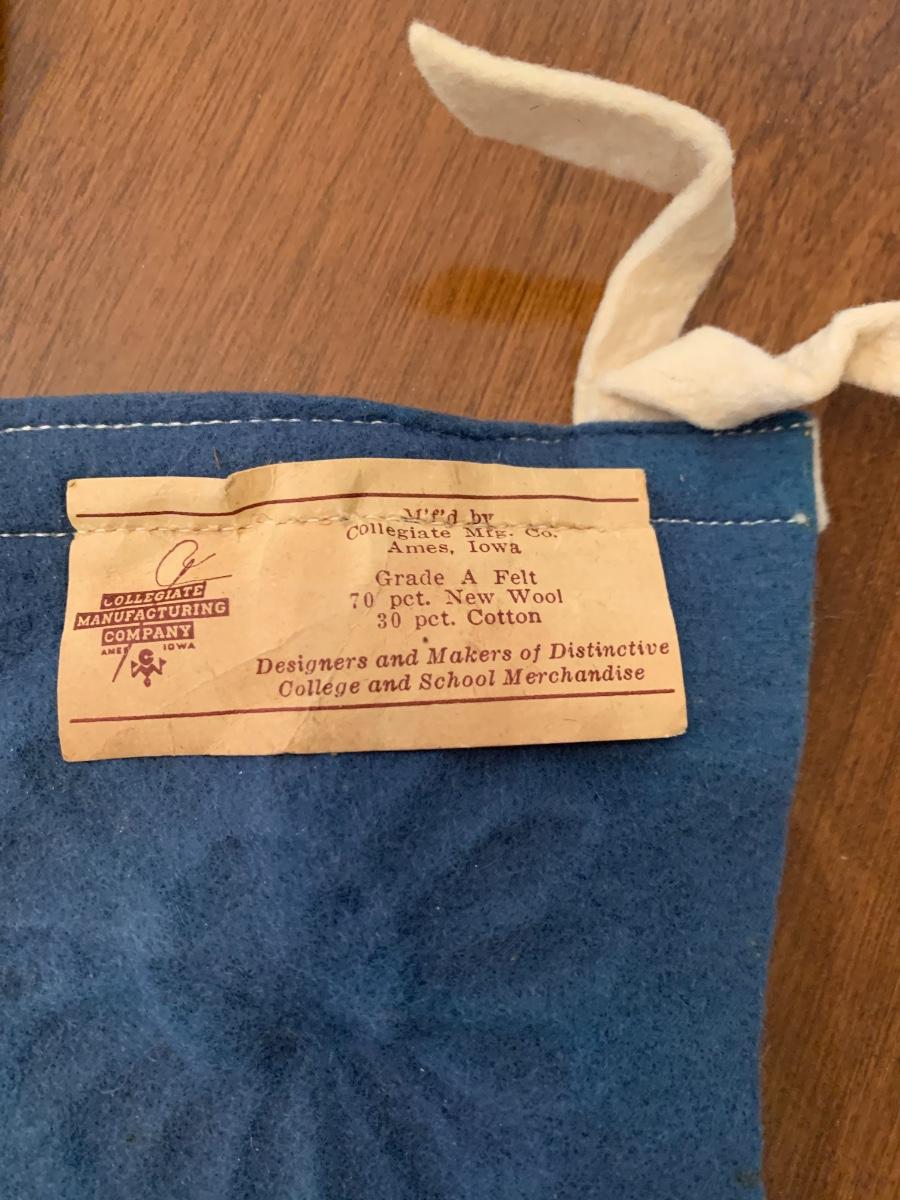 M'f'd by
Collegiate Mfg. Co.
Ames, Iowa
Grade A Felt
70 pct. New Wool
30 pct. Cotton
Designers and Makers of Distinctive
College and School Merchandise
COLLEGIATE
MANUFACTURING
COMPANY
AMES IOWA